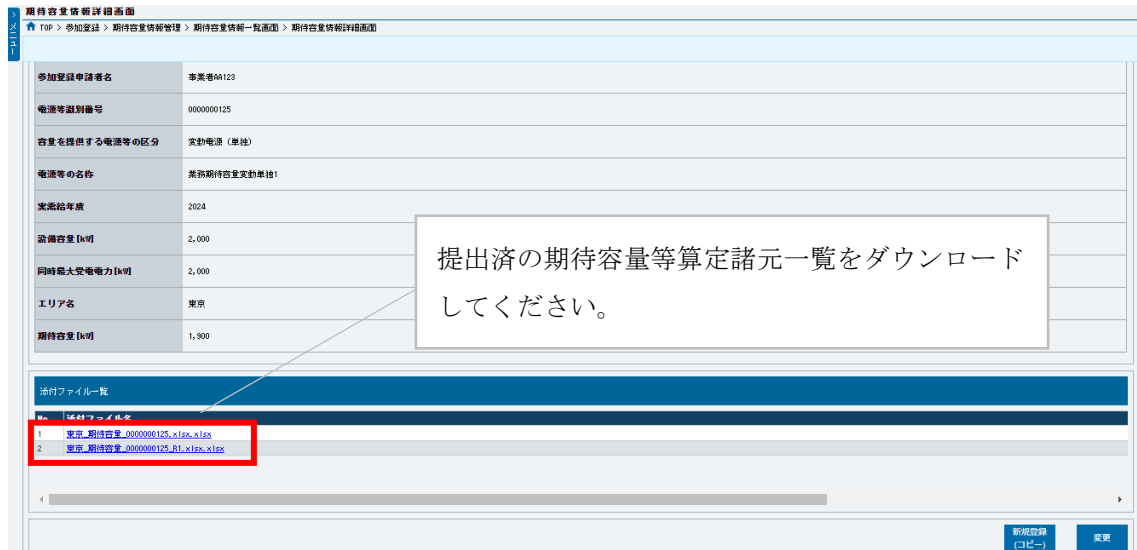 期待容量情報詳細画面
TOP > 参加登録 > 期待容量情報管理 > 期待容量情報一覧画面 > 期待容量情報詳細画面
> メニュー
参加登録申請者名 事業者AA123
電源等識別番号 0000000125
容量を提供する電源等の区分 変動電源（単独）
電源等の名称 業務期待容量変動単独1
実需給年度 2024
設備容量[kW] 2,000
同時最大受電電力[kW] 2,000
エリア名 東京
期待容量[kW] 1,900
提出済の期待容量等算定諸元一覧をダウンロード
してください。
添付ファイル一覧
No 添付ファイル名
1 東京_期待容量_0000000125.xlsx.xlsx
2 東京_期待容量_0000000125_R1.xlsx.xlsx
新規登録
(コピー)
変更